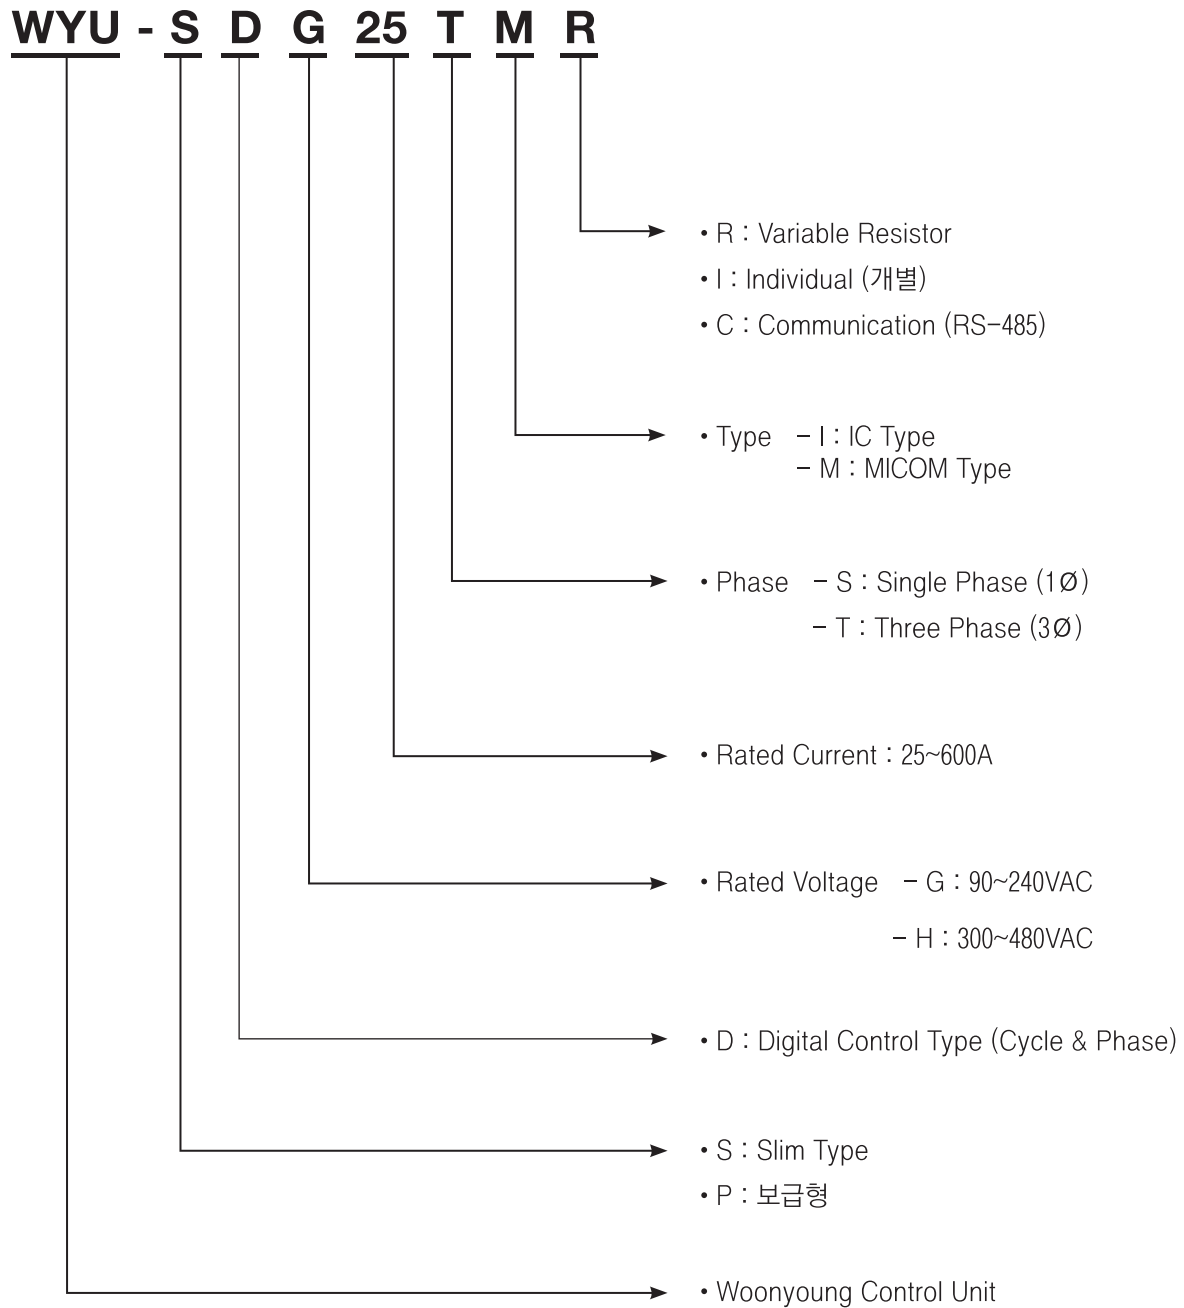 WYU - S D G 25 T M R
• R : Variable Resistor
• I : Individual (개별)
• C : Communication (RS-485)
• Type - I : IC Type
- M : MICOM Type
• Phase - S : Single Phase (1Ø)
- T : Three Phase (3Ø)
• Rated Current : 25~600A
• Rated Voltage - G : 90~240VAC
- H : 300~480VAC
• D : Digital Control Type (Cycle & Phase)
• S : Slim Type
• P : 보급형
• Woonyoung Control Unit